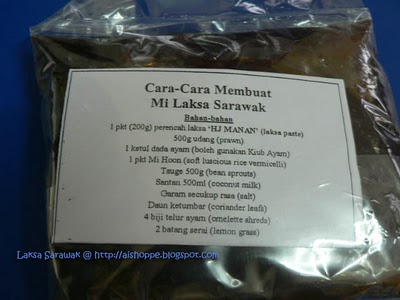 Cara-Cara Membuat
Mi Laksa Sarawak
Bahan-bahan
1 pkt (200g) perencah laksa 'HJ MANAN' (laksa paste)
500g udang (prawn)
1 ketul dada ayam (boleh gunakan Kiub Ayam)
1 pkt Mi Hoon (soft luscious rice vermicelli)
Tauge 500g (bean sprouts)
Santan 500ml (coconut milk)
Garam secukup rasa (salt)
Daun ketumbar (coriander leafs)
4 biji telur ayam (omelette shreds)
2 batang serai (lemon grass)
Laksa Sarawak @ http://aishoppe.blogspot.com